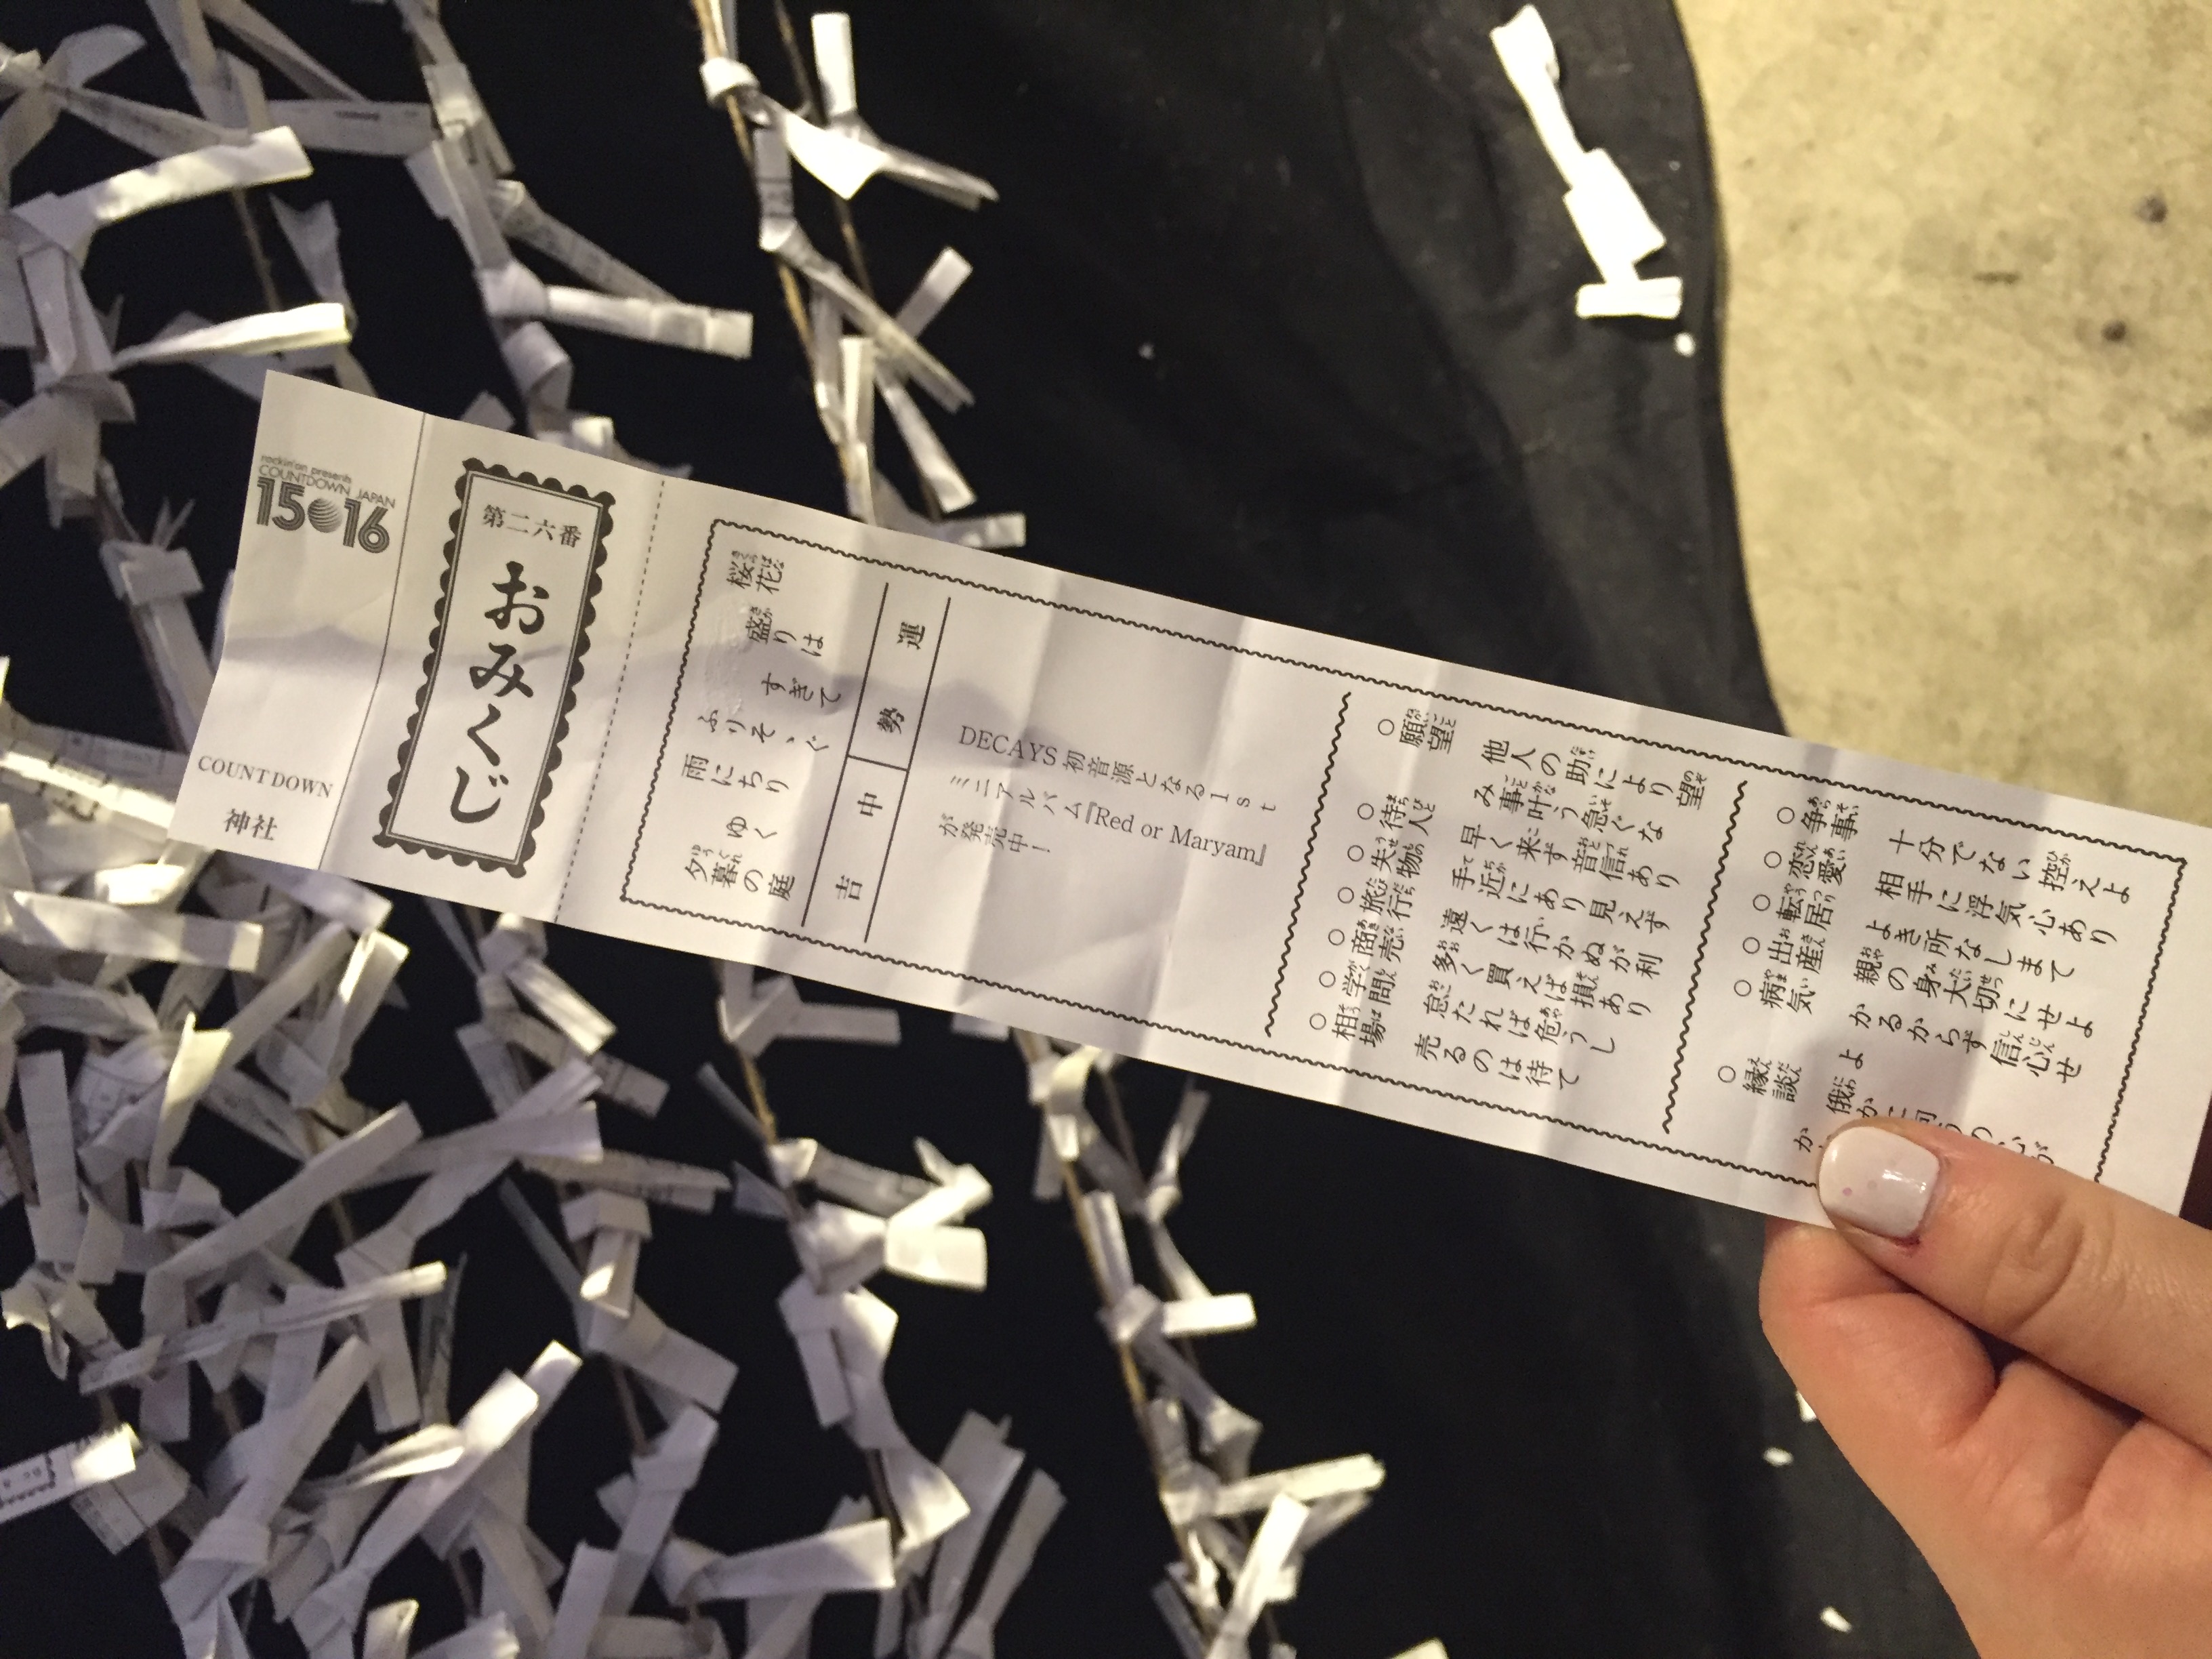 rockin'on presents
COUNTDOWN JAPAN
15 16
COUNTDOWN
神社
第二六番
おみくじ
桜花
盛りは
すぎて
ふりそゝぐ
雨にちり
ゆく
夕暮の庭
運勢
中吉
DECAYS初音源となる1st
ミニアルバム『Red or Maryam』
が発売中!
○願望 他人の助により望
み事叶う急ぐな
○待人 早く来ず音信あり
○失物 手近にあり見えず
○旅行 遠くは行かぬが利
○商売 多く買えば損あり
○学問 怠たれば危うし
○相場 売るのは待て
○争事 十分でない控えよ
○恋愛 相手に浮気心あり
○転居 よき所なしまて
○出産 親の身大切にせよ
○病気 かるからず信心せ
よ
○縁談 俄か
か